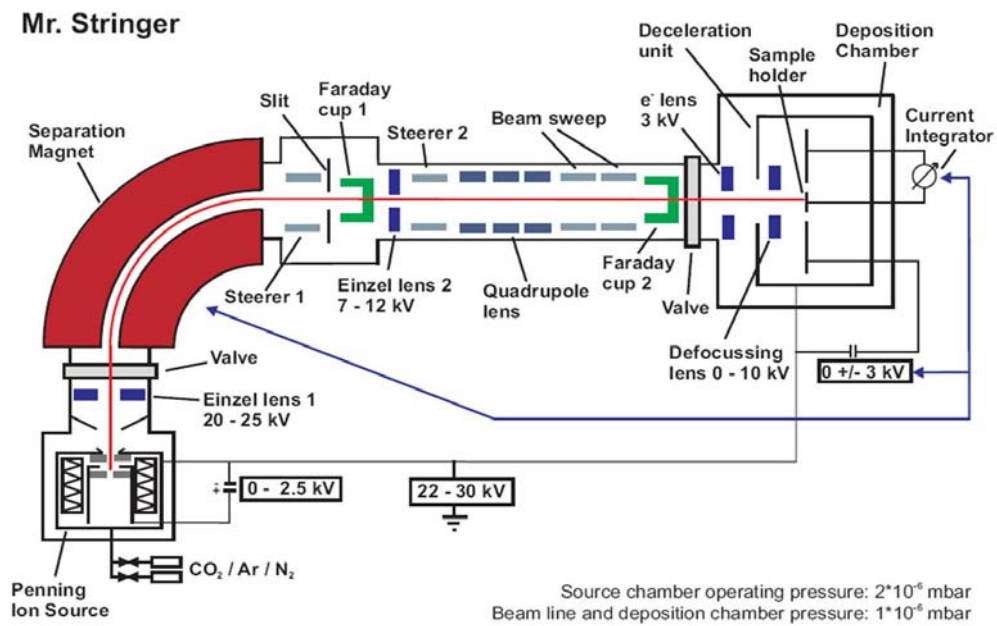 Mr. Stringer
Separation
Magnet
Slit
Faraday
cup 1
Steerer 2
Beam sweep
e⁻ lens
3 kV
Deceleration
unit
Sample
holder
Deposition
Chamber
Current
Integrator
Steerer 1
Einzel lens 2
7 - 12 kV
Quadrupole
lens
Faraday
cup 2
Valve
Defocussing
lens 0 - 10 kV
0 +/- 3 kV
Valve
Einzel lens 1
20 - 25 kV
- +
0 - 2.5 kV
22 - 30 kV
CO₂ / Ar / N₂
Penning
Ion Source
Source chamber operating pressure: 2*10⁻⁶ mbar
Beam line and deposition chamber pressure: 1*10⁻⁶ mbar